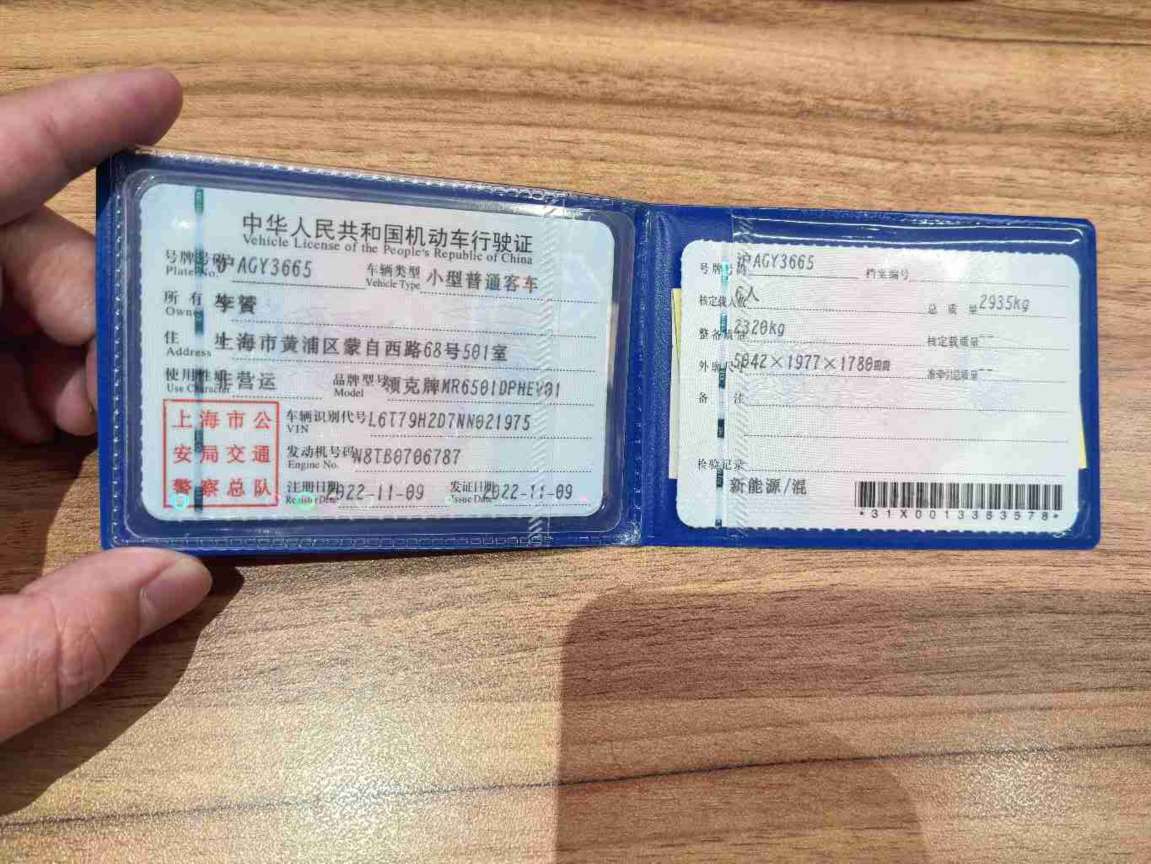 中华人民共和国机动车行驶证
Vehicle License of the People's Republic of China
号牌号码 沪AGY3665 车辆类型 小型普通客车
Plate No. Vehicle Type
所有
Owner
住 上海市黄浦区蒙自西路68号501室
Address
使用性质 非营运 品牌型号 领克牌MR6501DPHEV01
Use Character Model
上海市公
安局交通
警察总队
车辆识别代号 L6T79H2D7NN021975
VIN
发动机号码 N8TB0706787
Engine No.
注册日期 022-11-09 发证日期 022-11-09
Register Date Issue Date
号牌号码 沪AGY3665 档案编号
核定载人数 6人 总质量 2935kg
整备质量 2320kg 核定载质量 --
外廓尺寸 5042×1977×1780mm 准牵引总质量 --
备 注
检验记录
新能源/混
*31X0013383578*